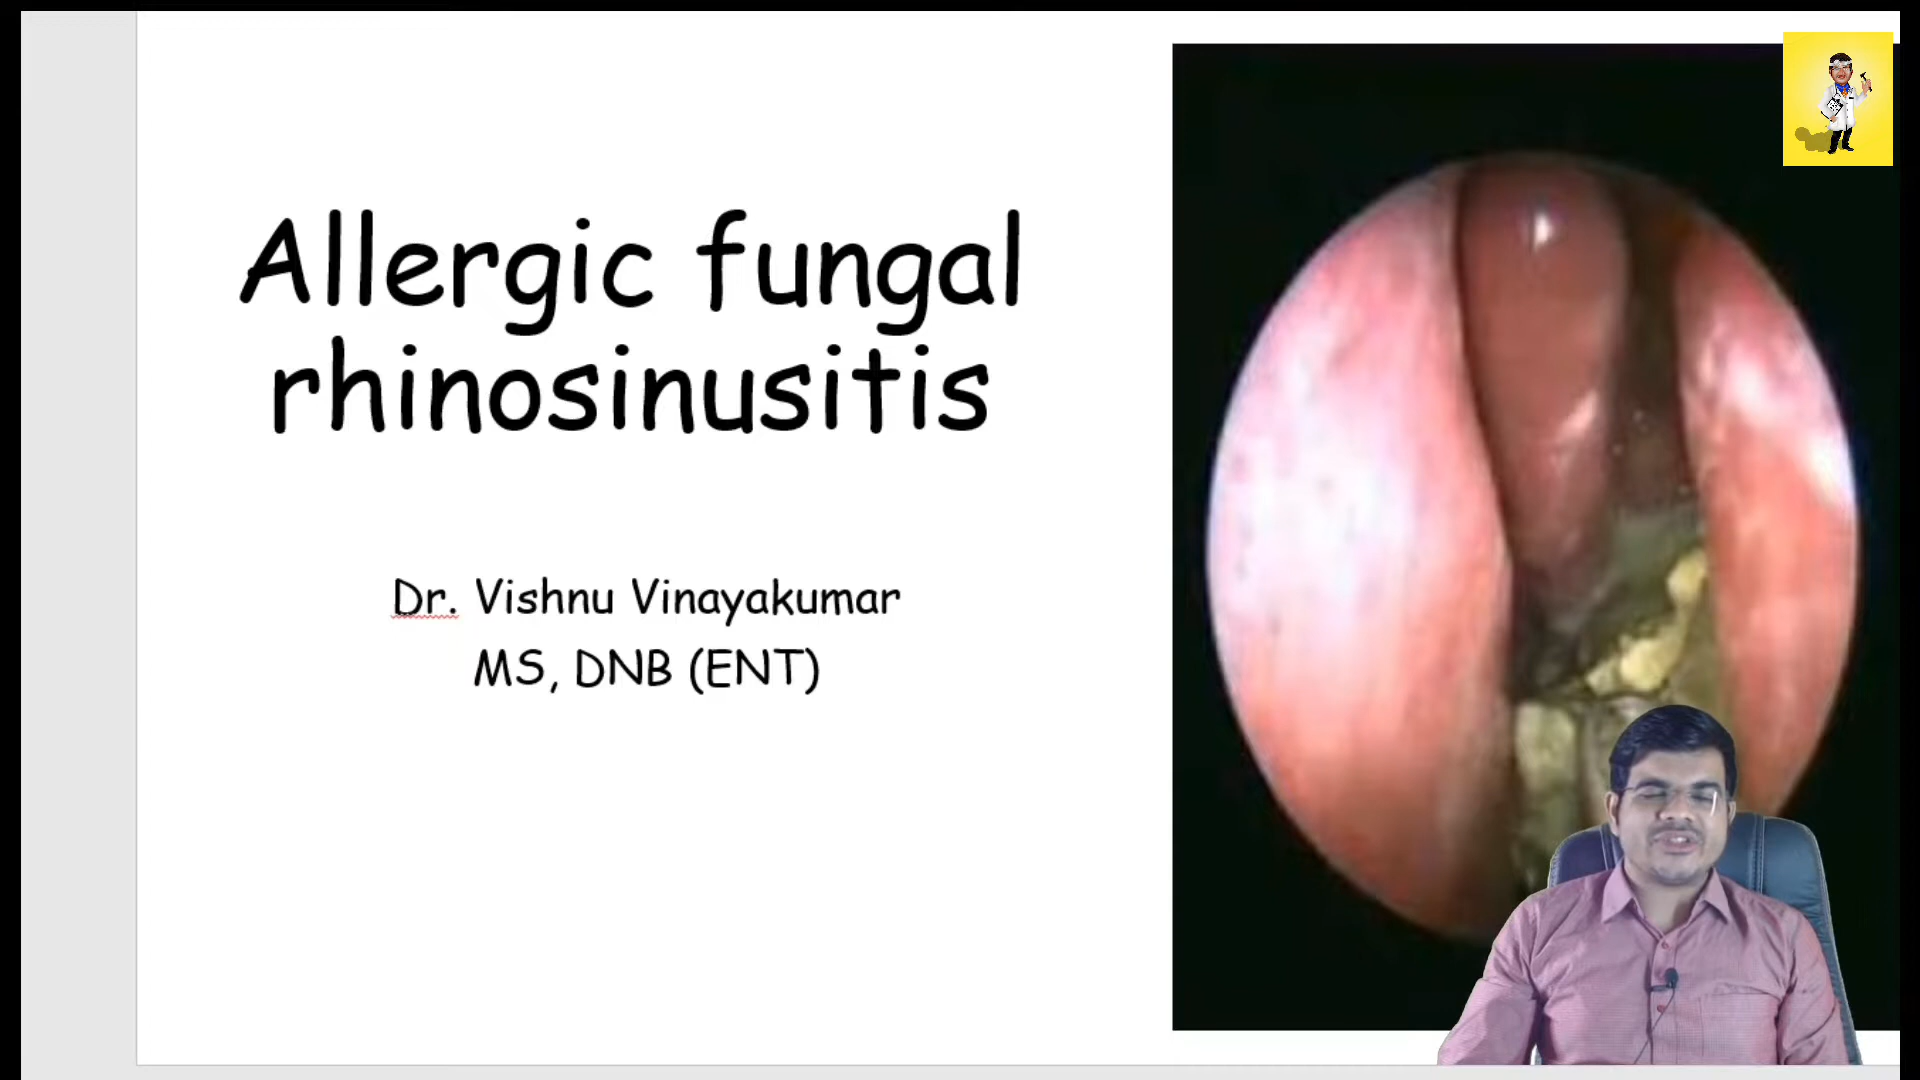 Allergic fungal
rhinosinusitis
Dr. Vishnu Vinayakumar
MS, DNB (ENT)